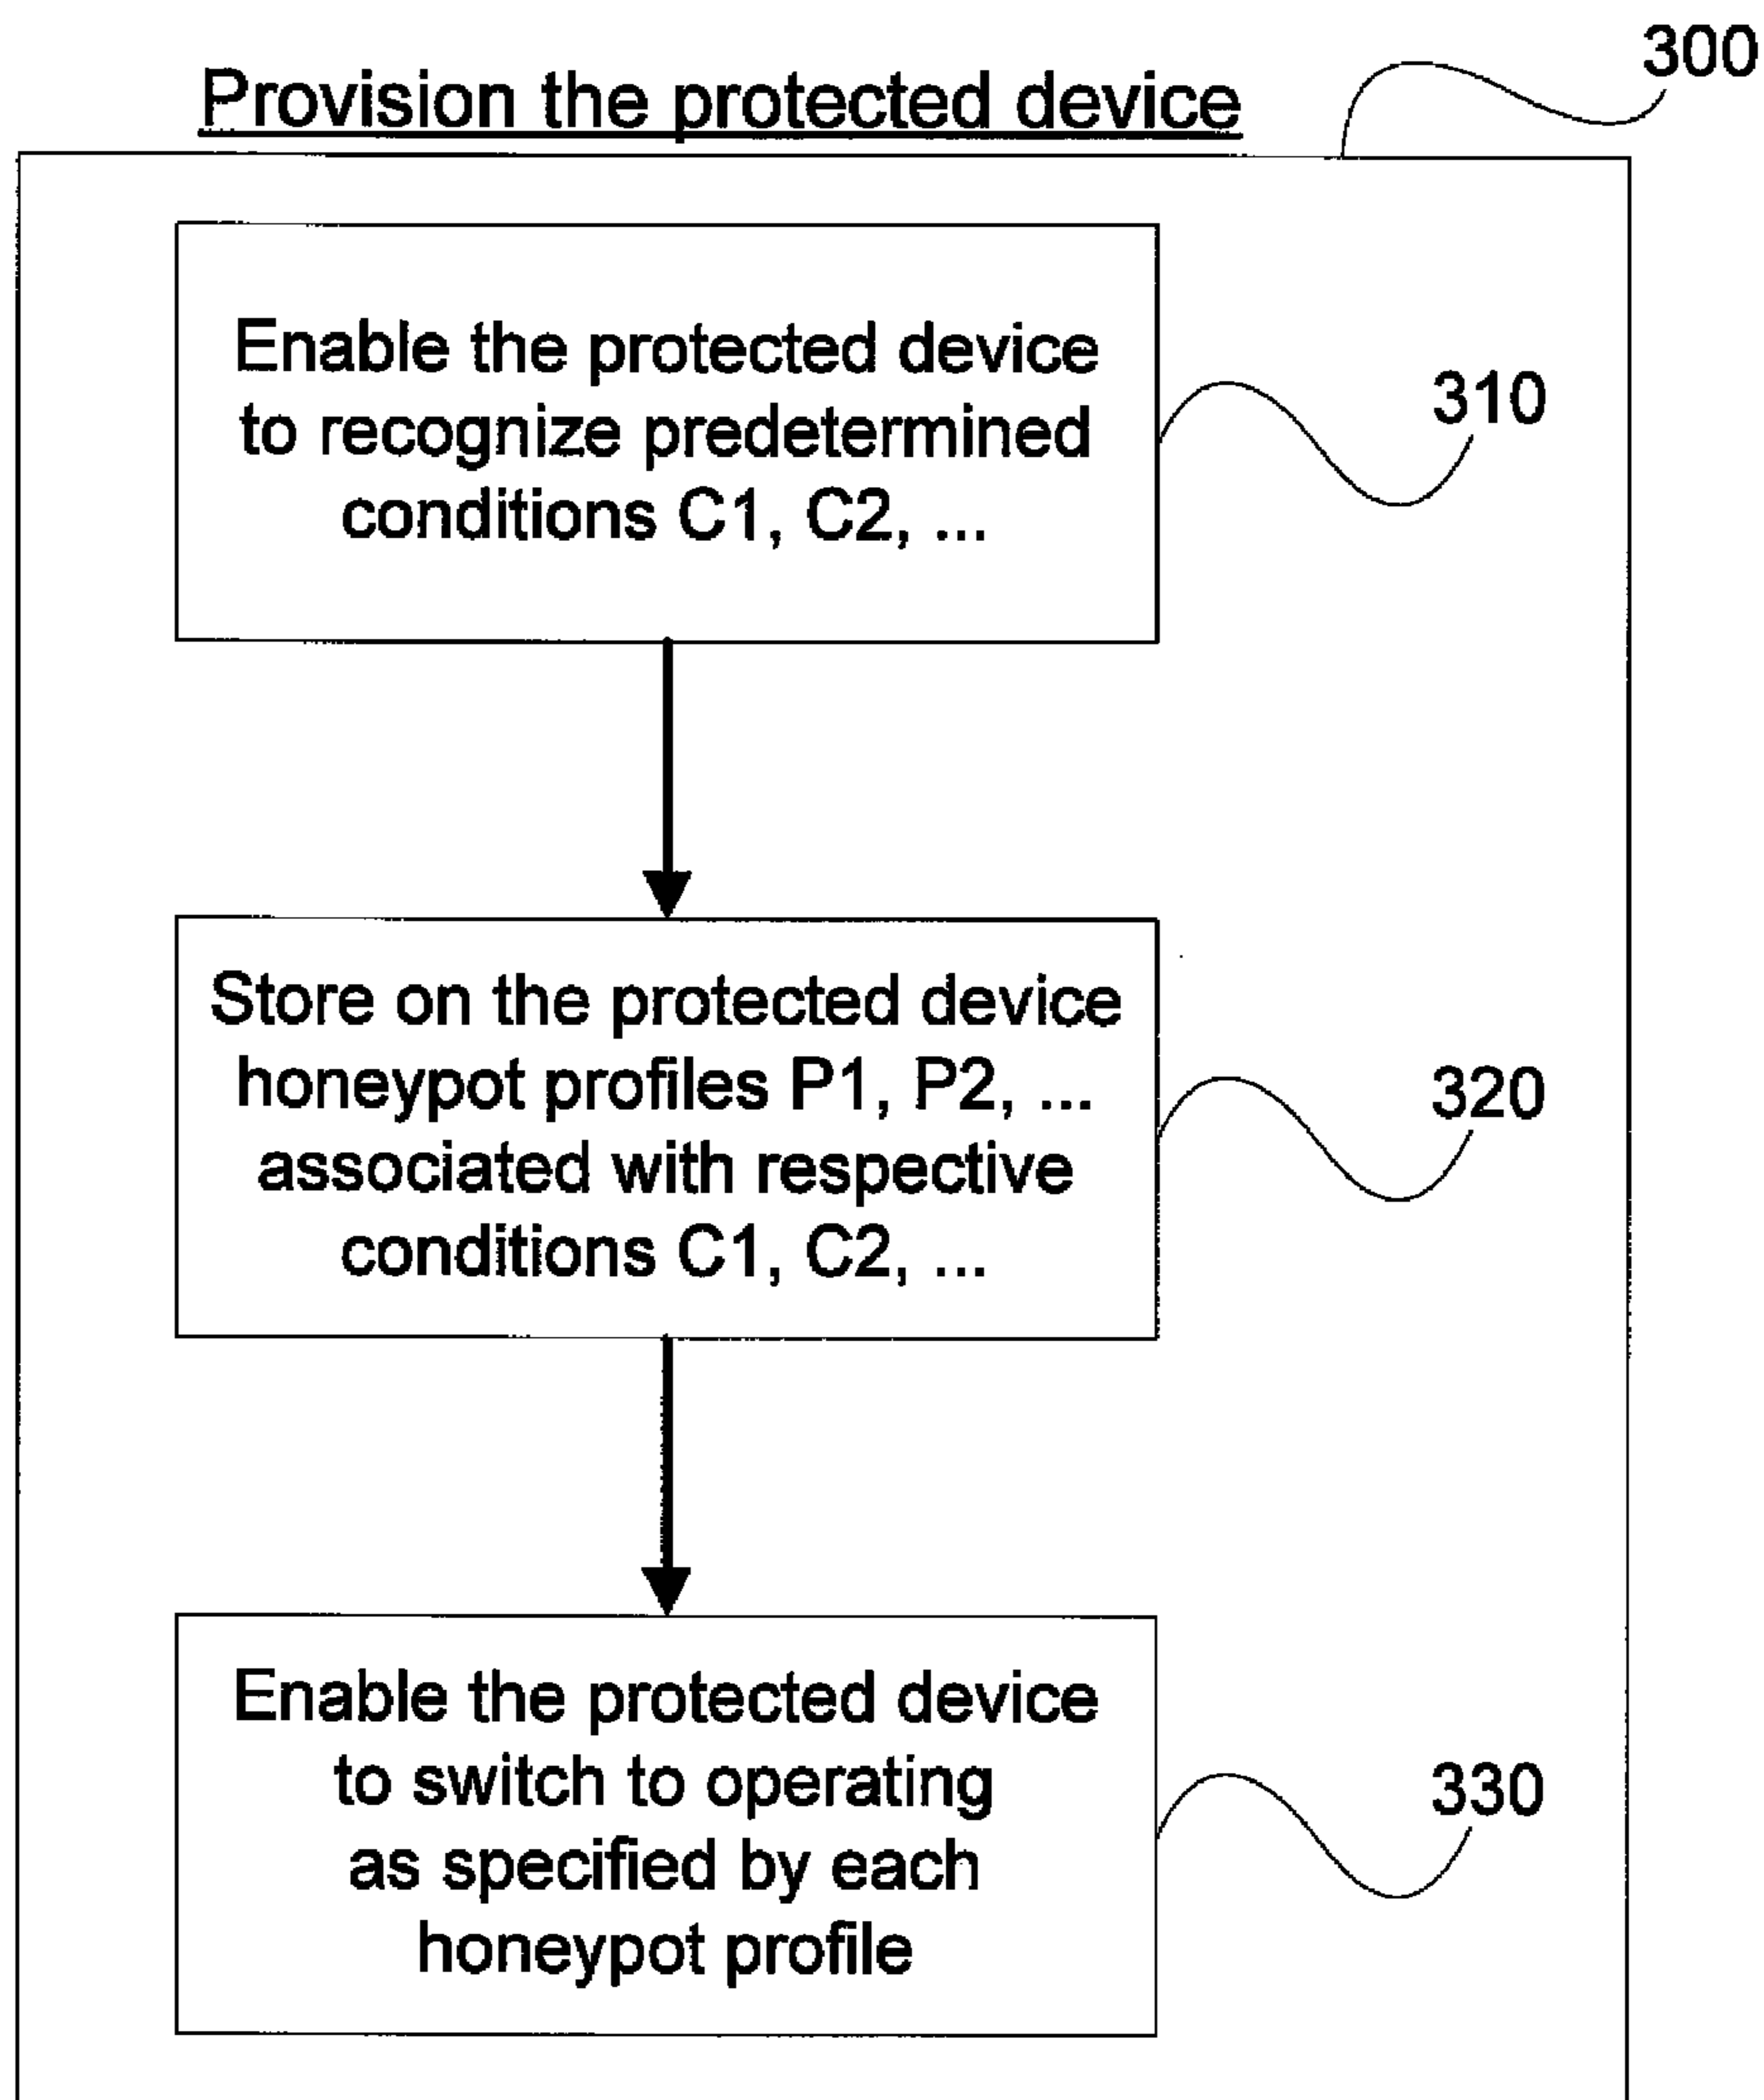 300
Provision the protected device
Enable the protected device
to recognize predetermined
conditions C1, C2, ...
310
Store on the protected device
honeypot profiles P1, P2, ...
associated with respective
conditions C1, C2, ...
320
Enable the protected device
to switch to operating
as specified by each
honeypot profile
330